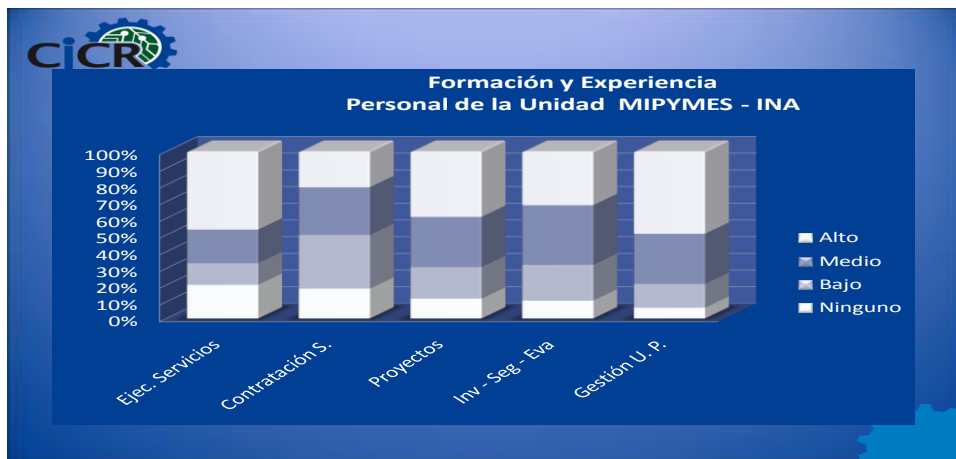 CiCR
Formación y Experiencia
Personal de la Unidad MIPYMES - INA
100%
90%
80%
70%
60%
50%
40%
30%
20%
10%
0%
Ejec. Servicios
Contratación S.
Proyectos
Inv - Seg - Eva
Gestión U. P.
Alto
Medio
Bajo
Ninguno